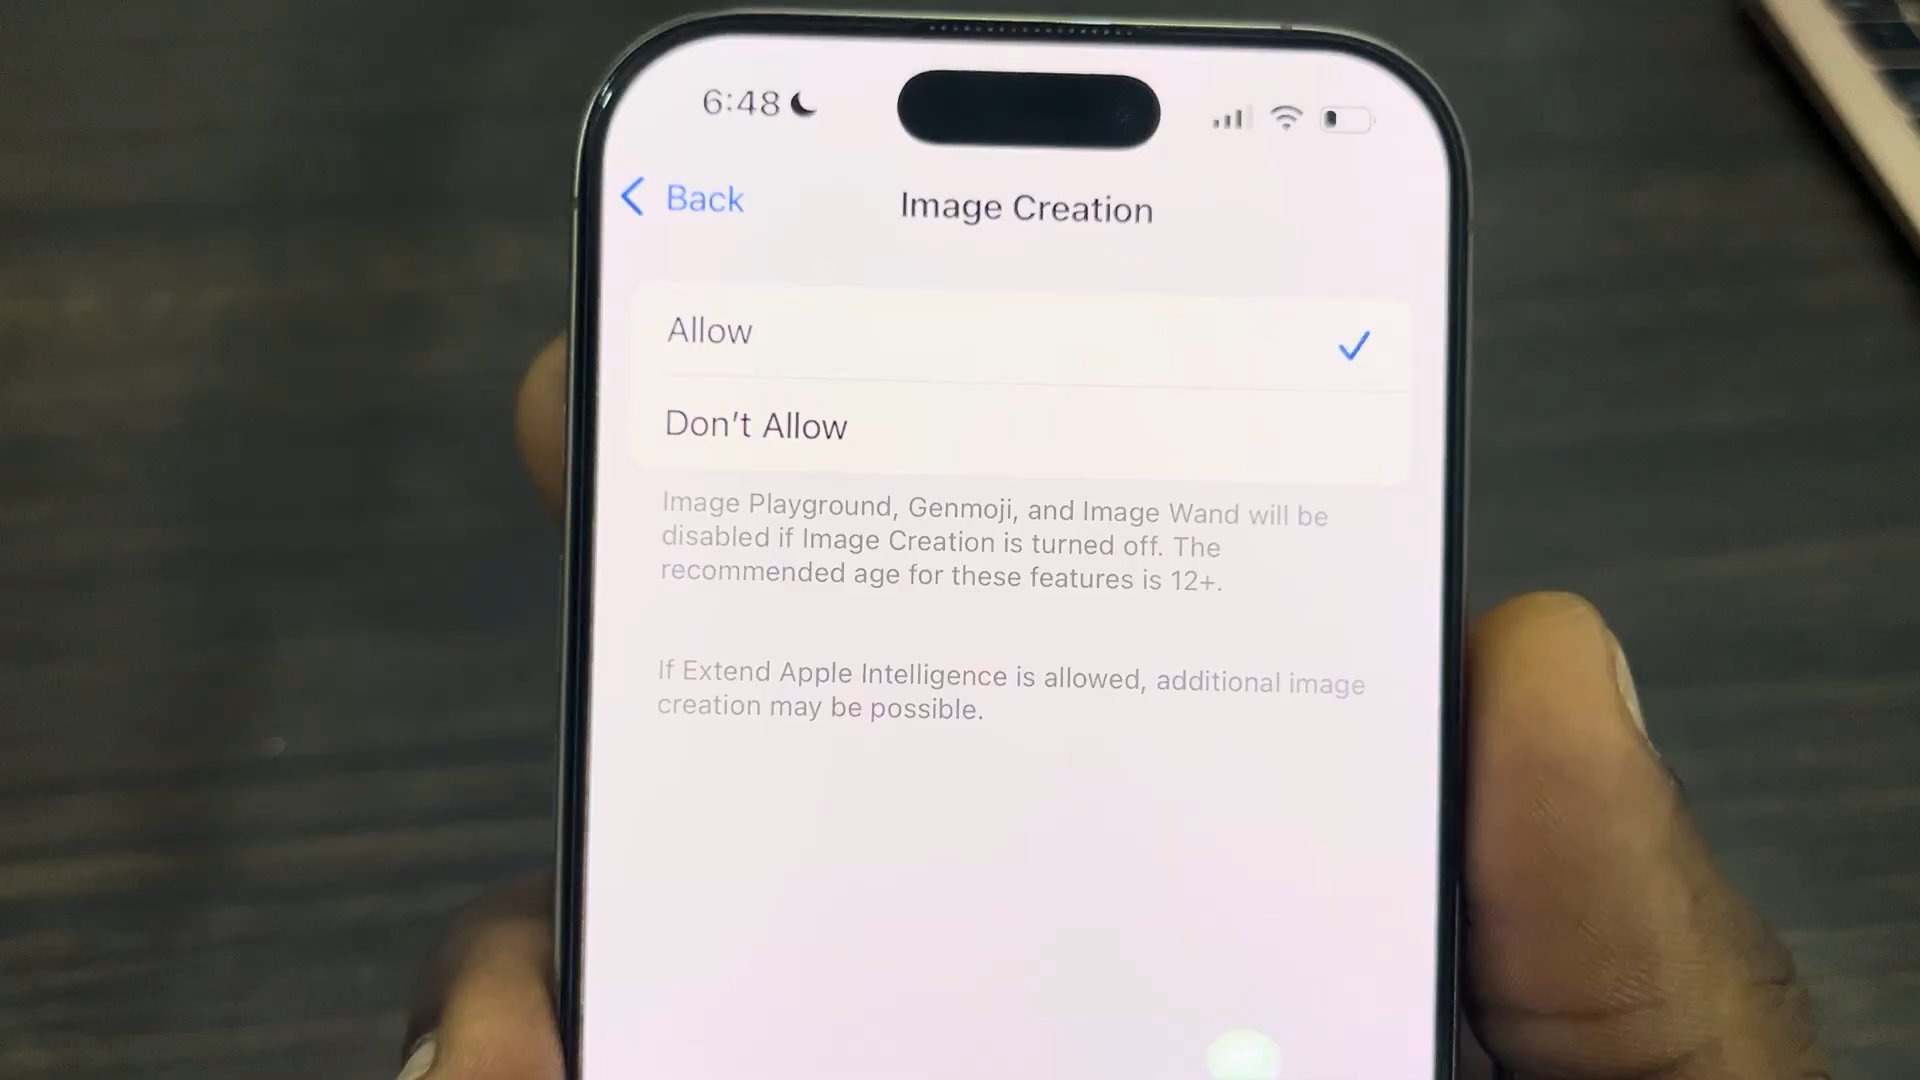 6:48
Back
Image Creation
Allow
Don't Allow
Image Playground, Genmoji, and Image Wand will be
disabled if Image Creation is turned off. The
recommended age for these features is 12+.
If Extend Apple Intelligence is allowed, additional image
creation may be possible.